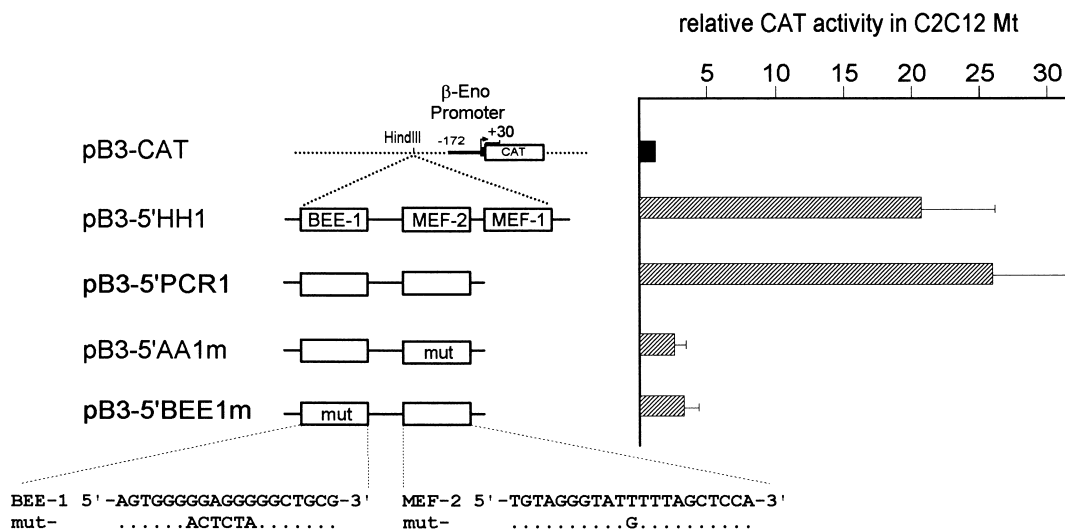 relative CAT activity in C2C12 Mt
5 10 15 20 25 30
β-Eno
Promoter
HindIII -172 +30
pB3-CAT CAT
pB3-5'HH1 BEE-1 MEF-2 MEF-1
pB3-5'PCR1
pB3-5'AA1m mut
pB3-5'BEE1m mut
BEE-1 5'-AGTGGGGGAGGGGGCTGCG-3' MEF-2 5'-TGTAGGGTATTTTTAGCTCCA-3'
mut- ......ACTCTA....... mut- ..........G..........